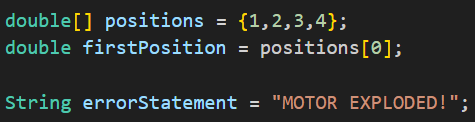 double[] positions = {1,2,3,4};
double firstPosition = positions[0];
String errorStatement = "MOTOR EXPLODED!";